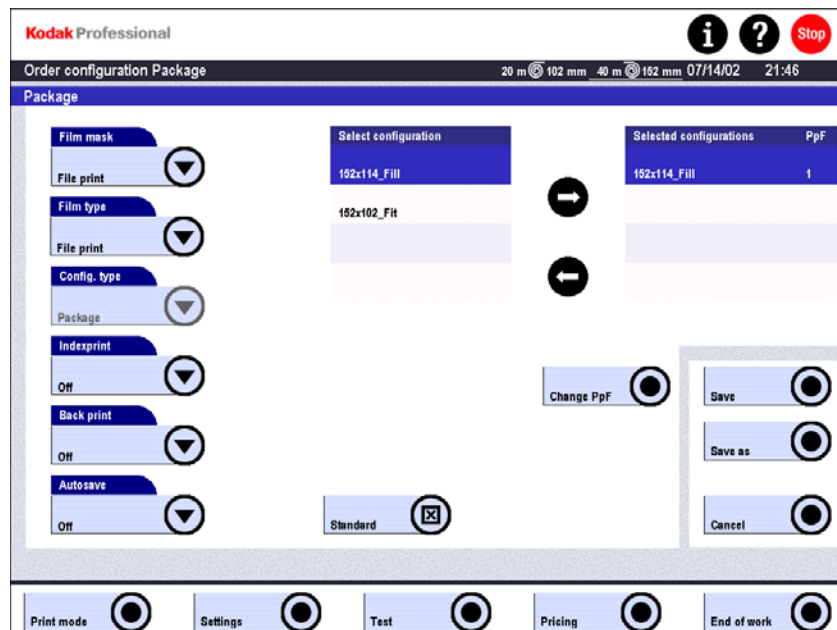 Kodak Professional
i ? Stop
Order configuration Package 20 m 102 mm 40 m 152 mm 07/14/02 21:46
Package
Film mask
File print
Film type
File print
Config. type
Package
Indexprint
Off
Back print
Off
Autosave
Off
Select configuration
152x114_Fill
152x102_Fit
Selected configurations PpF
152x114_Fill 1
Change PpF
Standard
Save
Save as
Cancel
Print mode
Settings
Test
Pricing
End of work